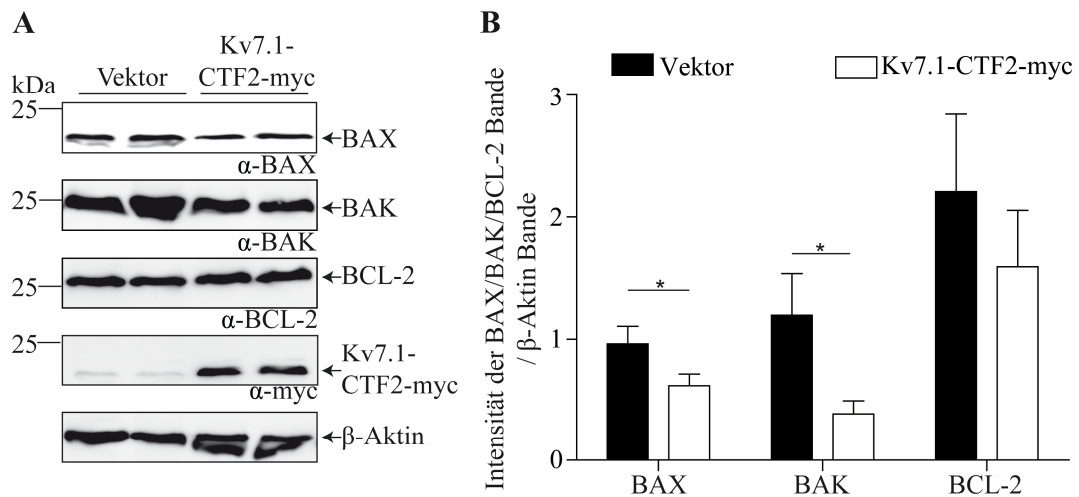 A
Kv7.1-
Vektor CTF2-myc
kDa
25
←BAX
α-BAX
25
←BAK
α-BAK
←BCL-2
25
α-BCL-2
25
←Kv7.1-
CTF2-myc
α-myc
←β-Aktin
B
Vektor Kv7.1-CTF2-myc
Intensität der BAX/BAK/BCL-2 Bande
/ β-Aktin Bande
3
2
1
0
*
*
BAX BAK BCL-2